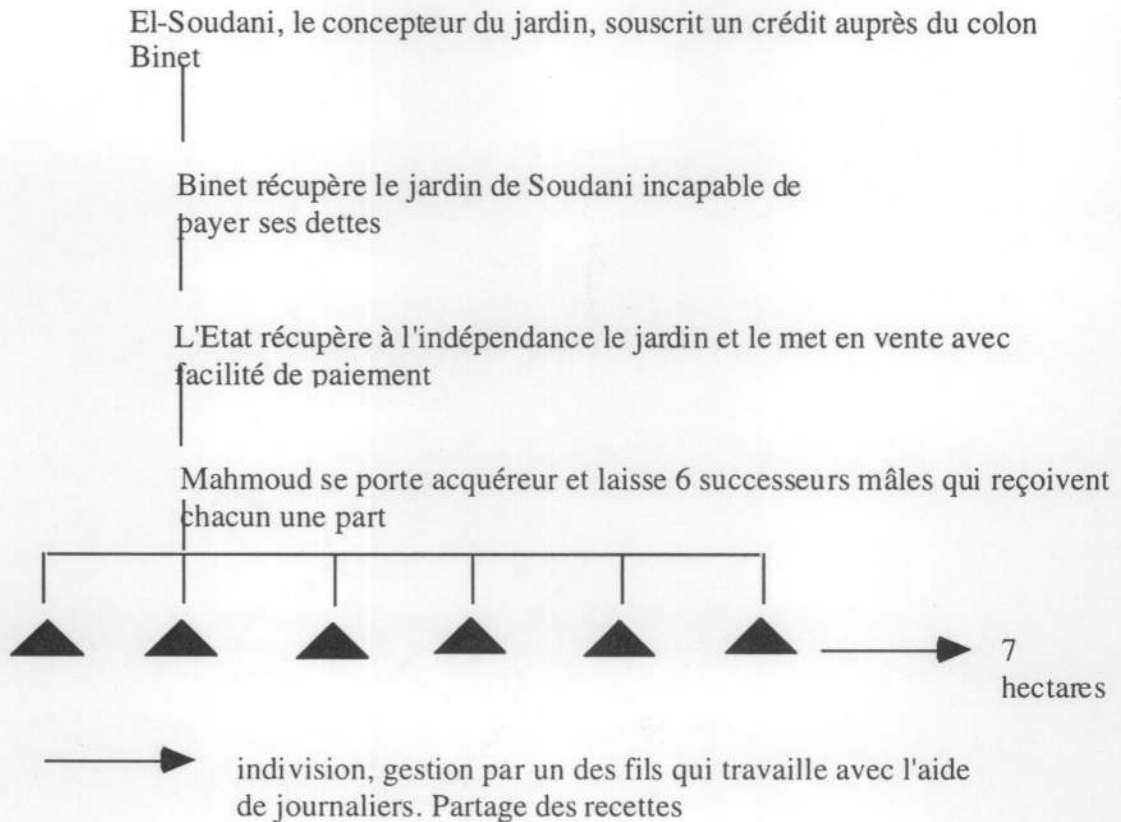 El-Soudani, le concepteur du jardin, souscrit un crédit auprès du colon
Binet
Binet récupère le jardin de Soudani incapable de
payer ses dettes
L'Etat récupère à l'indépendance le jardin et le met en vente avec
facilité de paiement
Mahmoud se porte acquéreur et laisse 6 successeurs mâles qui reçoivent
chacun une part
7
hectares
indivision, gestion par un des fils qui travaille avec l'aide
de journaliers. Partage des recettes